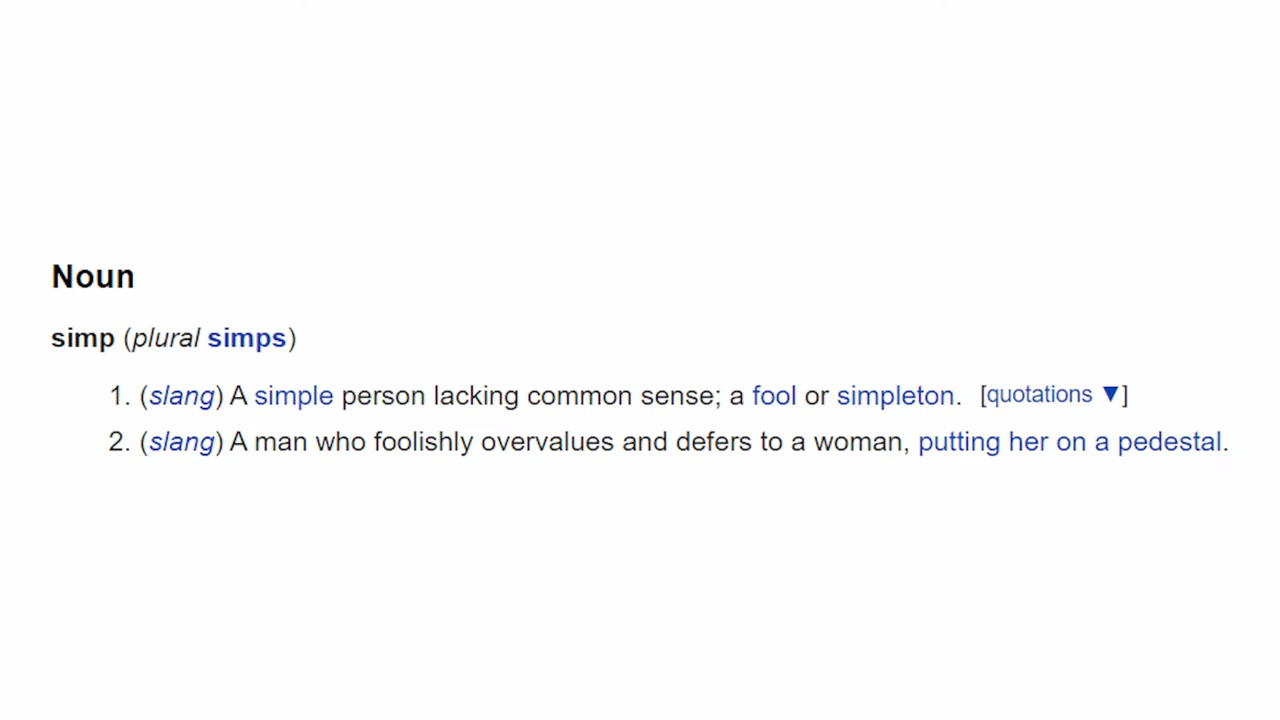 Noun
simp (plural simps)
1. (slang) A simple person lacking common sense; a fool or simpleton. [quotations ▼]
2. (slang) A man who foolishly overvalues and defers to a woman, putting her on a pedestal.